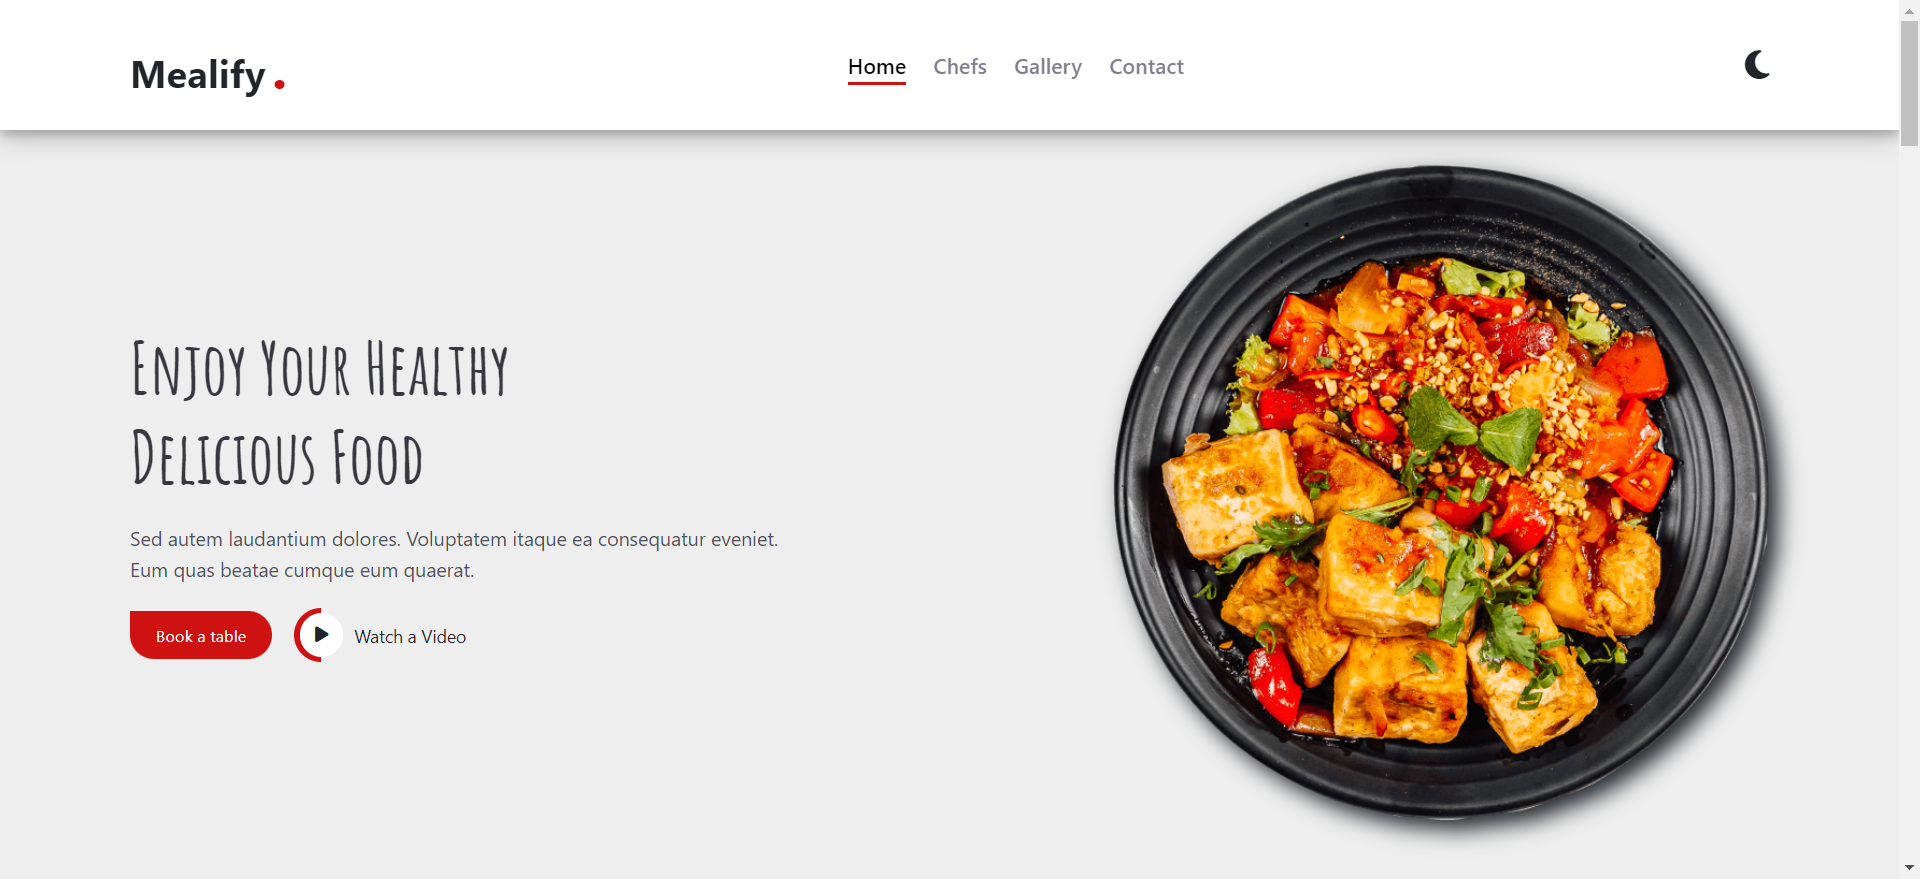 Mealify.
Home Chefs Gallery Contact
Enjoy Your Healthy
Delicious Food
Sed autem laudantium dolores. Voluptatem itaque ea consequatur eveniet.
Eum quas beatae cumque eum quaerat.
Book a table
Watch a Video